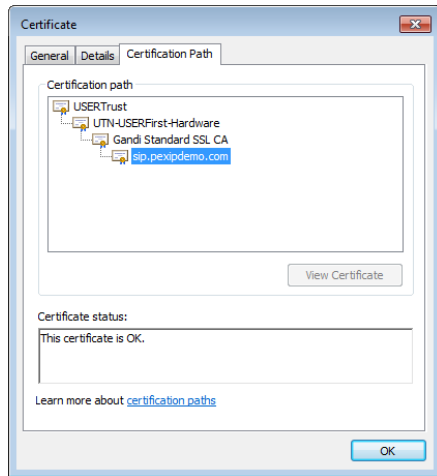 Certificate
General Details Certification Path
Certification path
USERTrust
UTN-USERFirst-Hardware
Gandi Standard SSL CA
sip.pexipdemo.com
View Certificate
Certificate status:
This certificate is OK.
Learn more about certification paths
OK